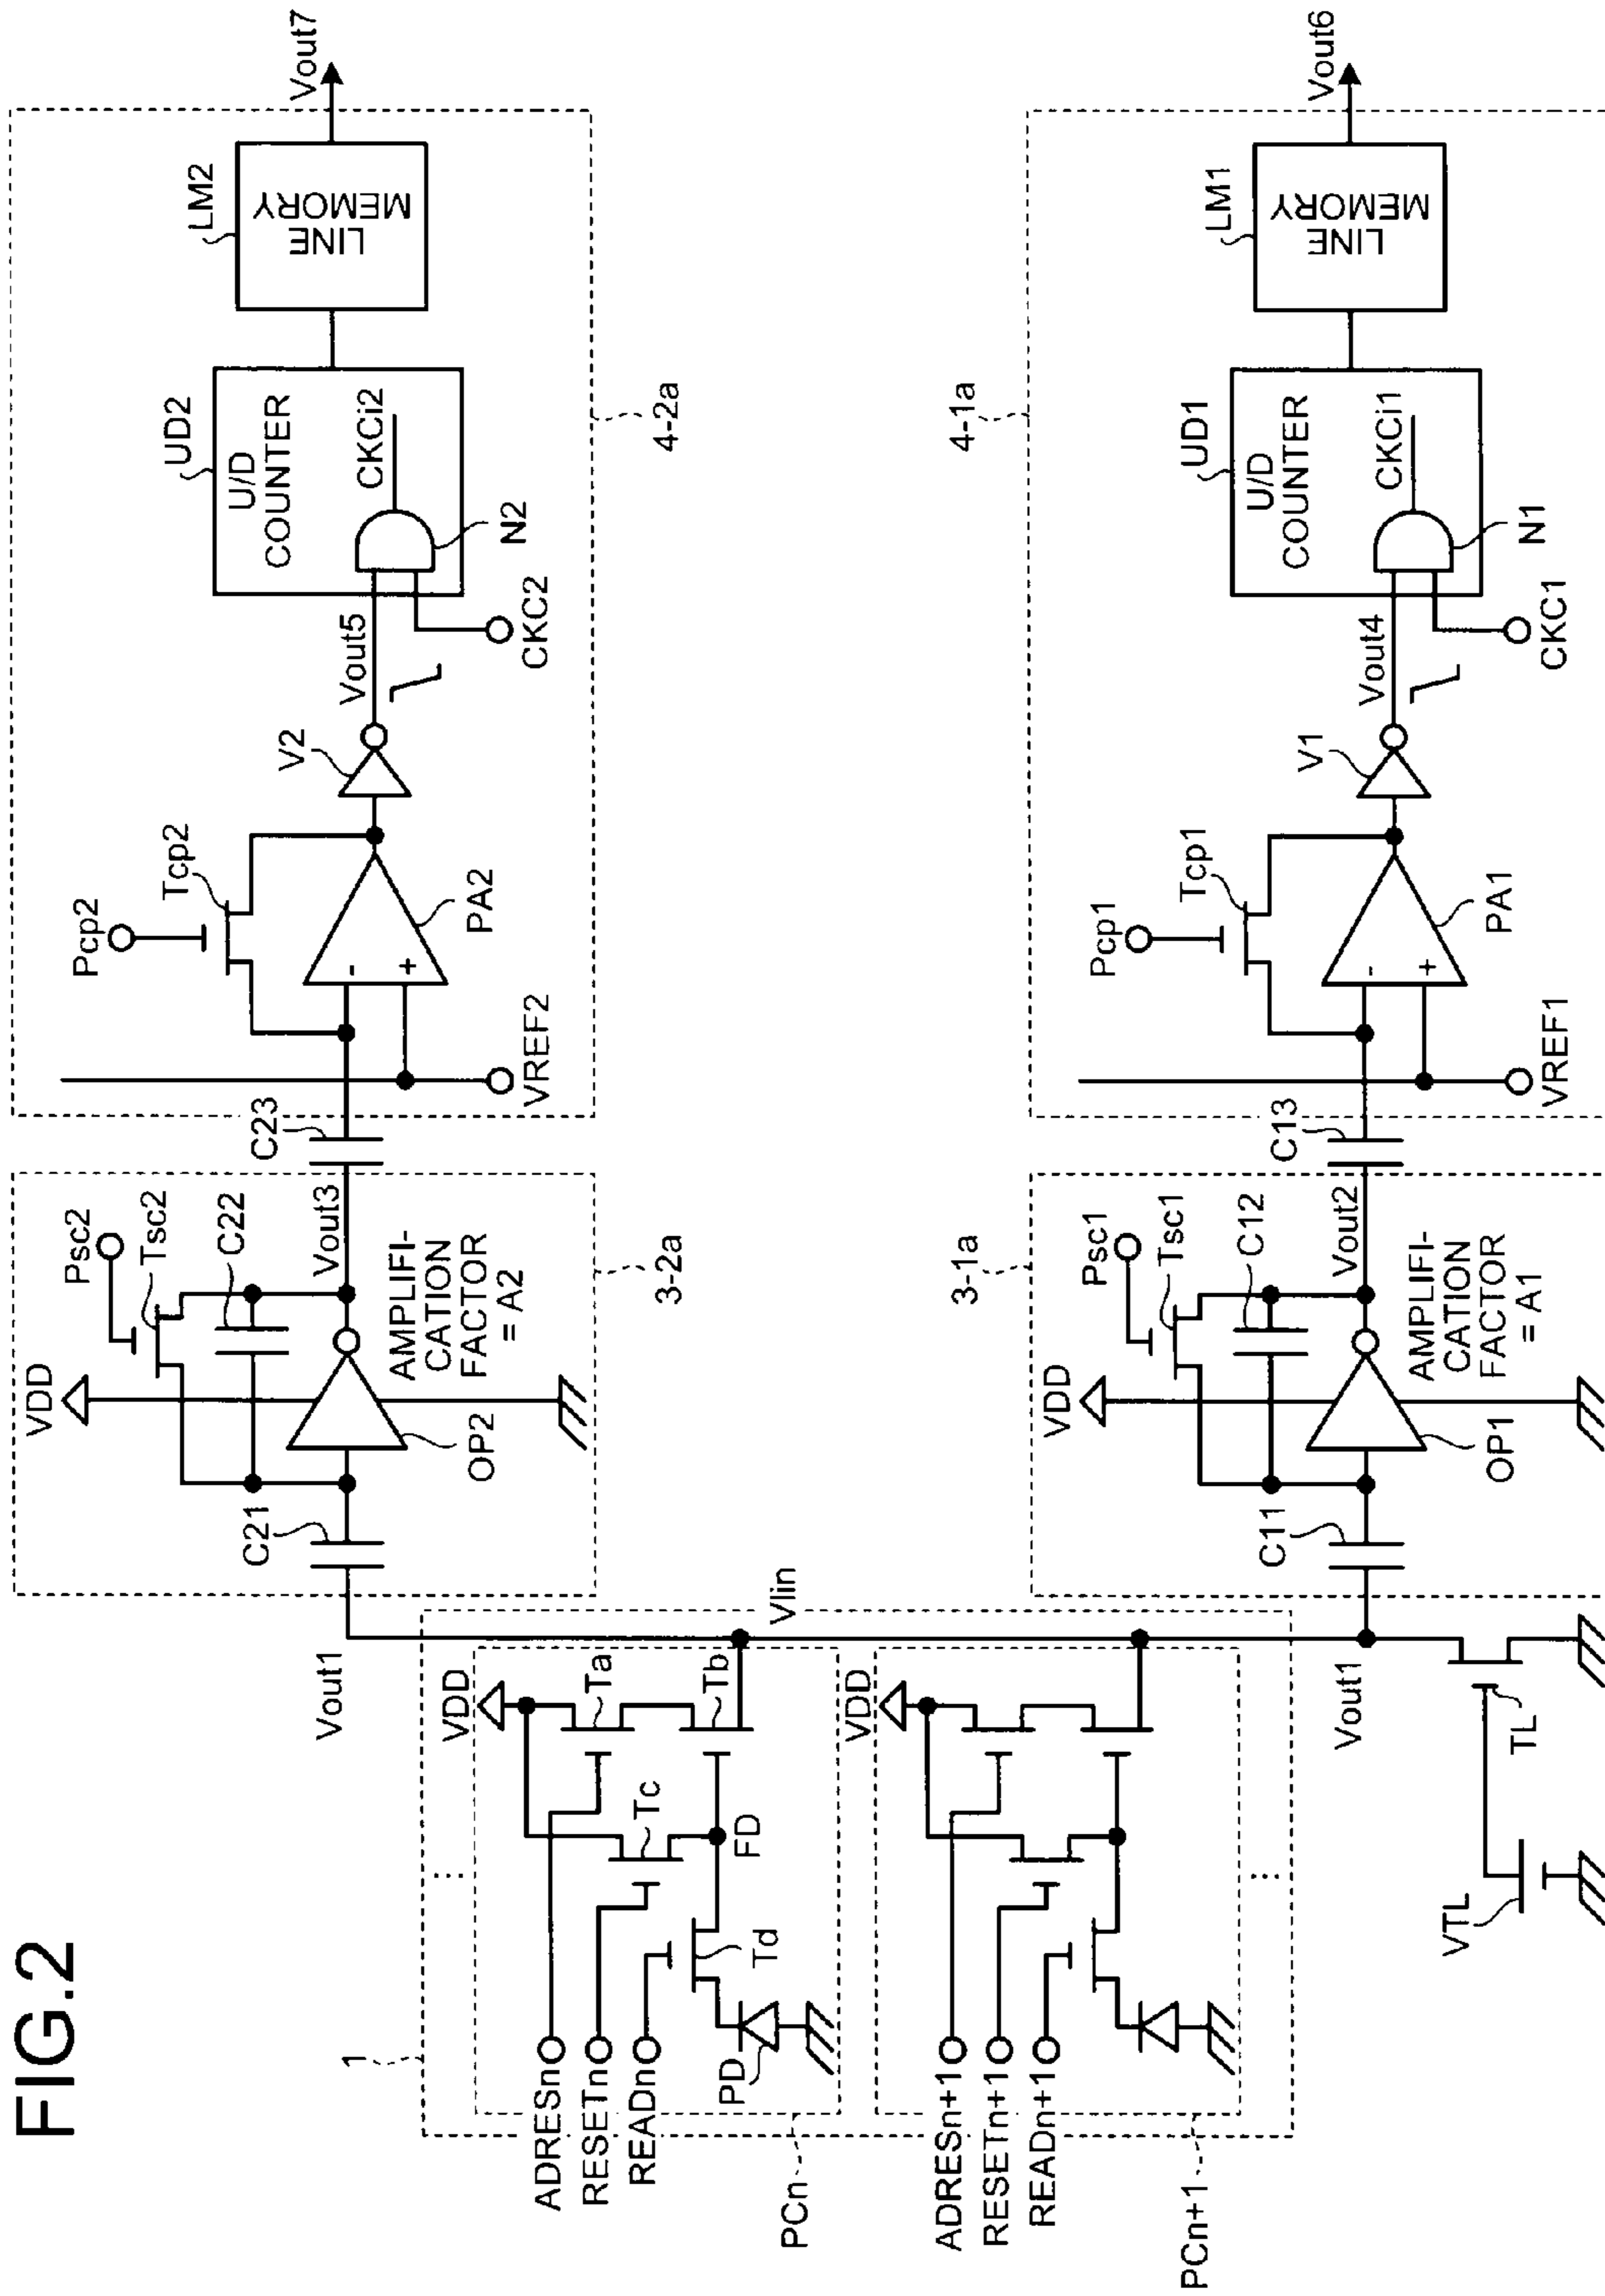 FIG.2
VDD
Psc2
Tsc2
C22
C21
Vout3
OP2
AMPLIFI-
CATION
FACTOR
= A2
3-2a
C23
VREF2
Pcp2
Tcp2
-
+
PA2
V2
Vout5
CKC2
UD2
U/D
COUNTER
CKCi2
N2
4-2a
LM2
LINE
MEMORY
Vout7
Vout1
1
Vlin
...
VDD
Ta
Tb
Tc
FD
Td
PD
ADRESn
RESETn
READn
PCn
VDD
ADRESn+1
RESETn+1
READn+1
PCn+1
...
Vout1
TL
VTL
VDD
Psc1
Tsc1
C12
C11
Vout2
OP1
AMPLIFI-
CATION
FACTOR
= A1
3-1a
C13
VREF1
Pcp1
Tcp1
-
+
PA1
V1
Vout4
CKC1
UD1
U/D
COUNTER
CKCi1
N1
4-1a
LM1
LINE
MEMORY
Vout6